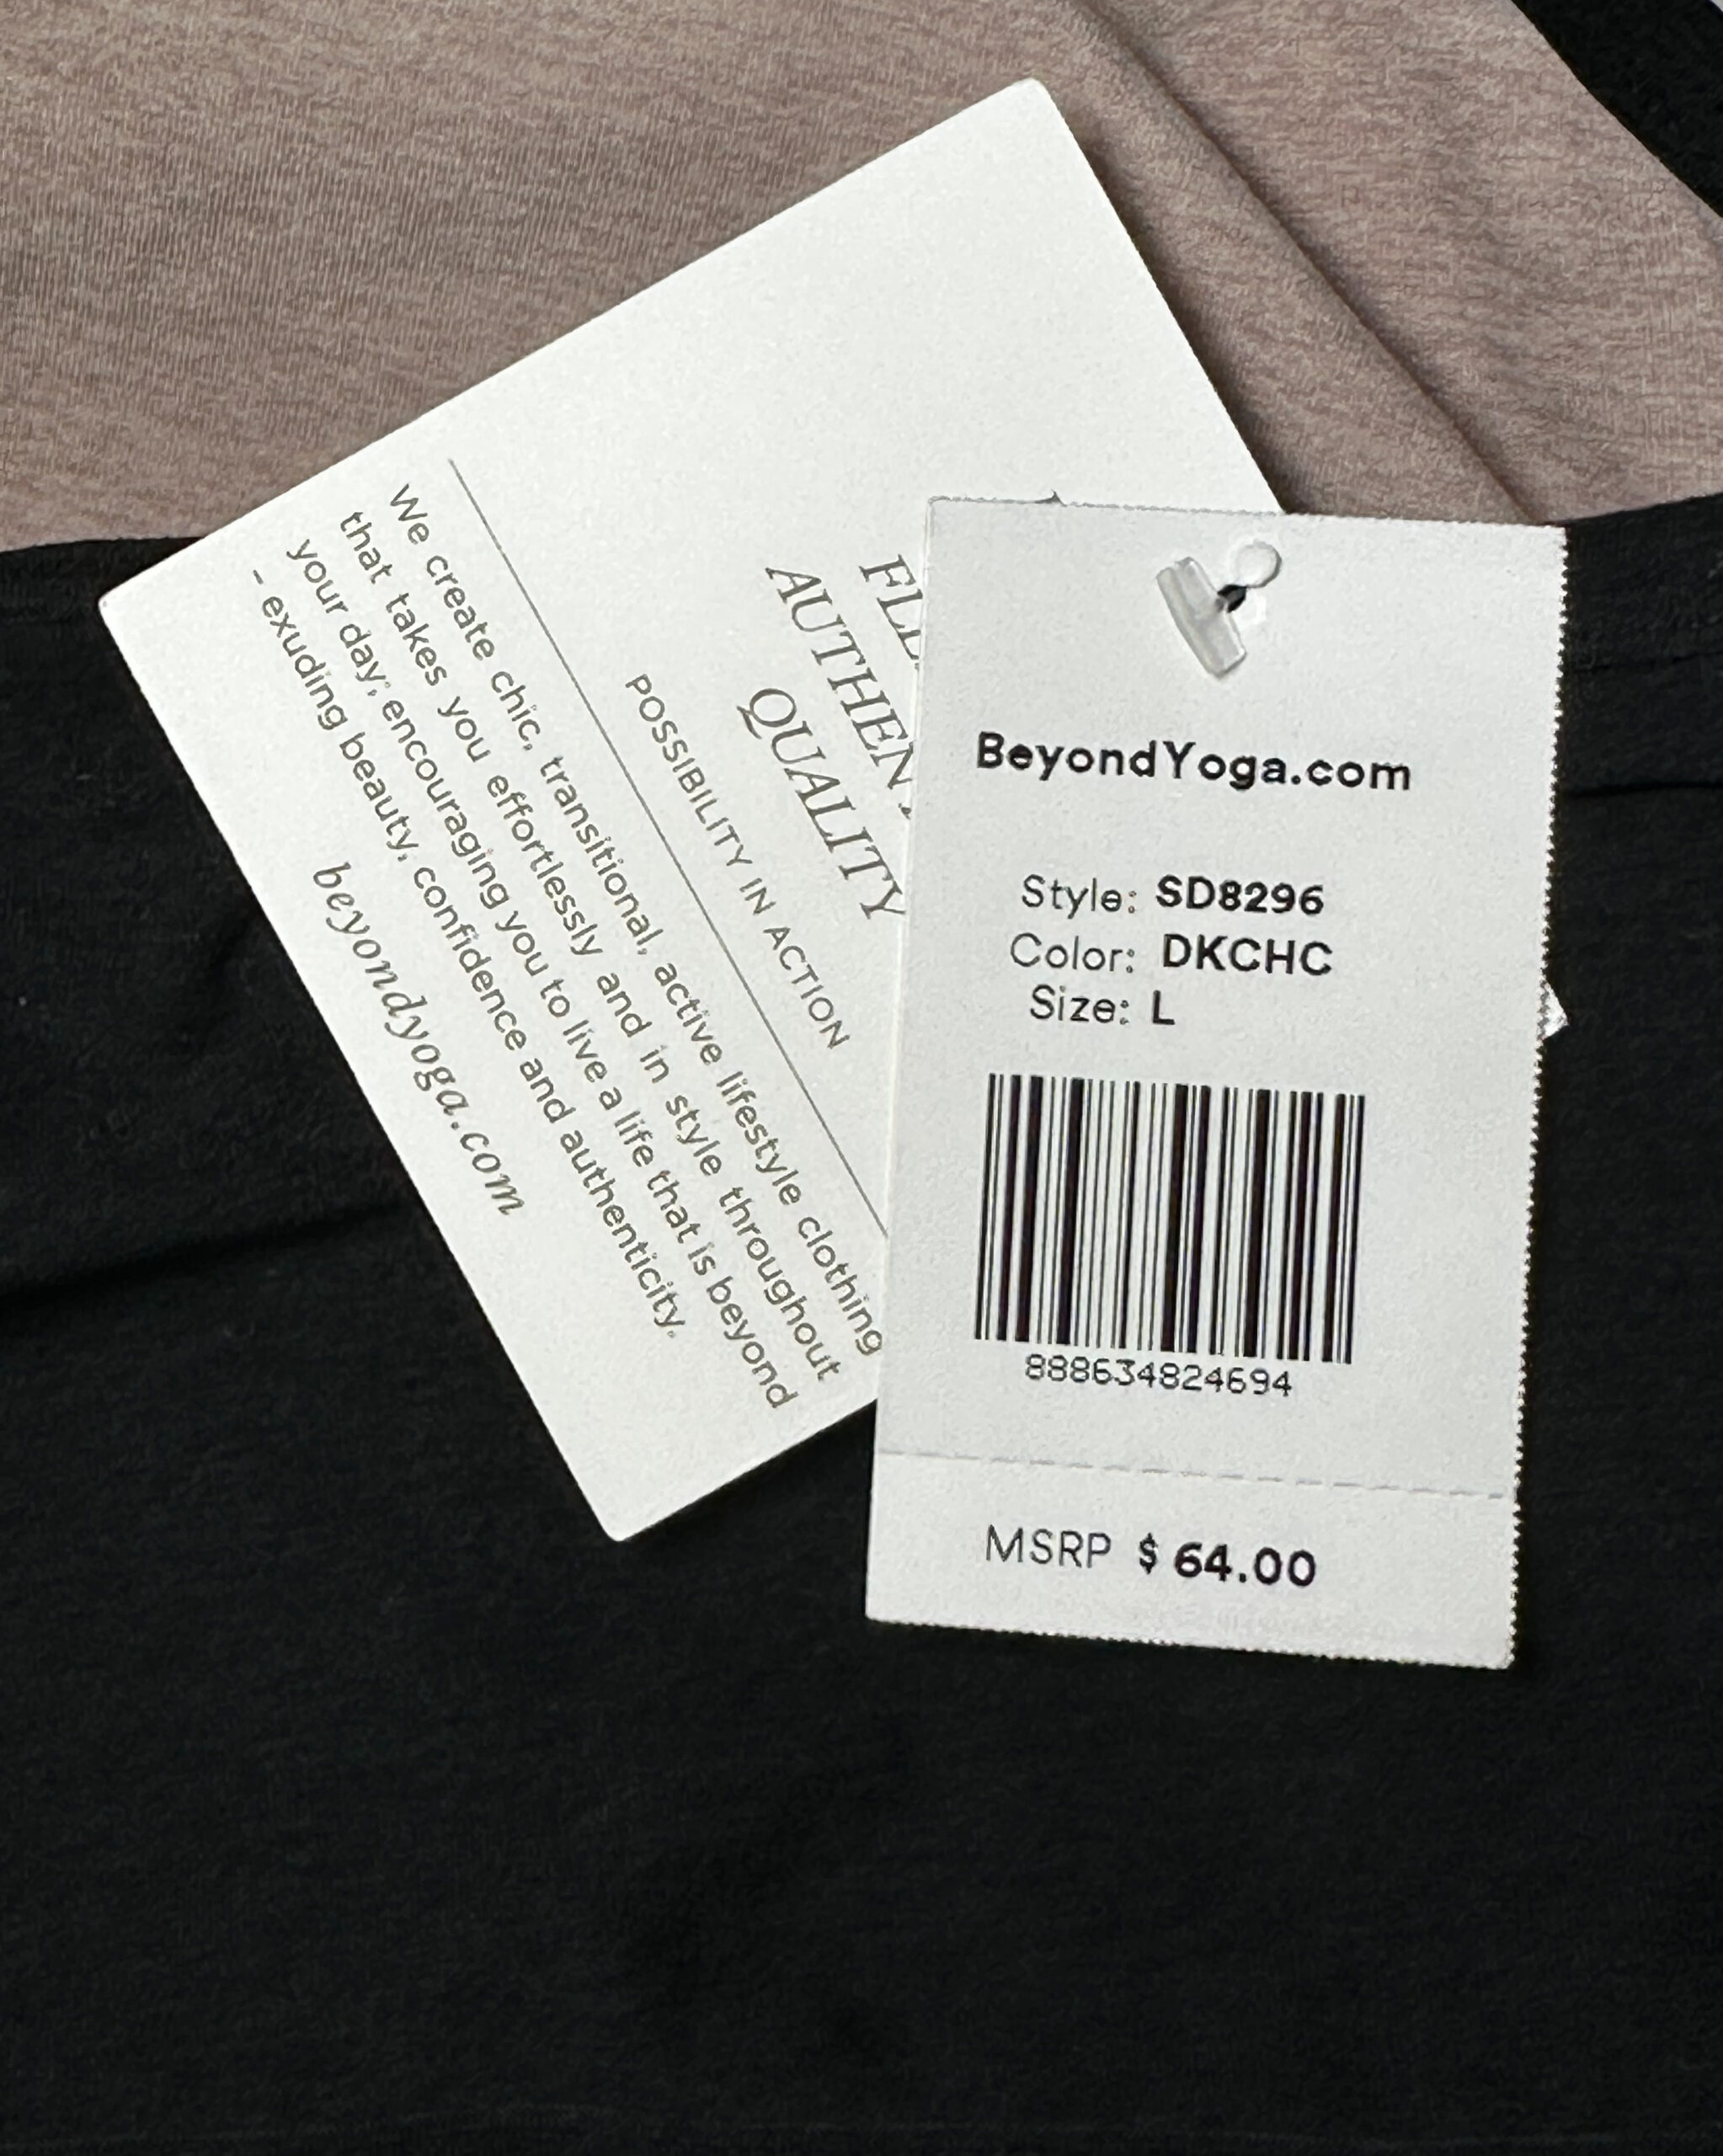 QUALITY
POSSIBILITY IN ACTION
We create chic, transitional, active lifestyle clothing
that takes you effortlessly and in style throughout
your day; encouraging you to live a life that is beyond
- exuding beauty, confidence and authenticity.
beyondyoga.com
BeyondYoga.com
Style: SD8296
Color: DKCHC
Size: L
888634824694
MSRP $ 64.00